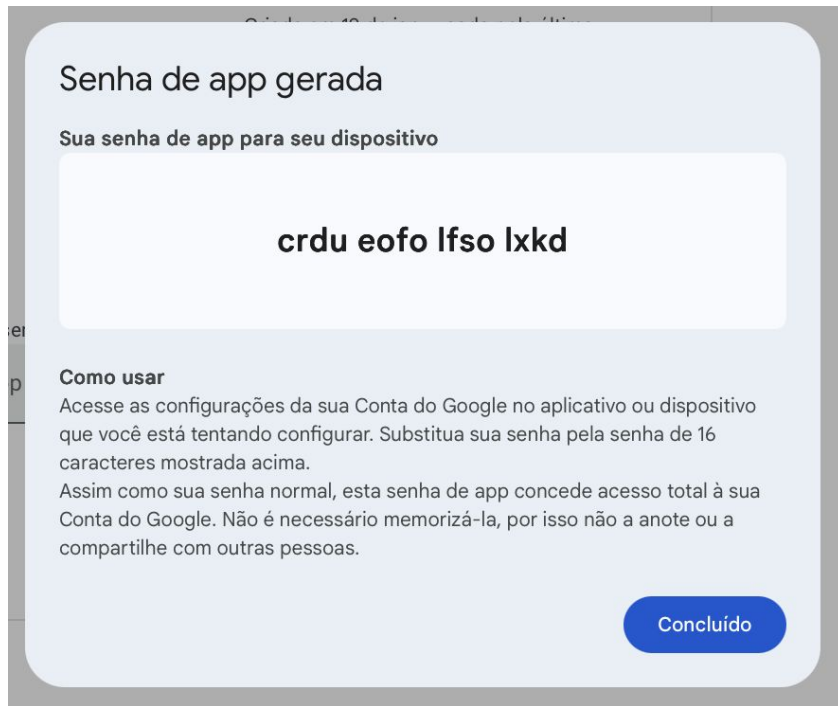 Senha de app gerada
Sua senha de app para seu dispositivo
crdu eofo lfso lxkd
Como usar
Acesse as configurações da sua Conta do Google no aplicativo ou dispositivo
que você está tentando configurar. Substitua sua senha pela senha de 16
caracteres mostrada acima.
Assim como sua senha normal, esta senha de app concede acesso total à sua
Conta do Google. Não é necessário memorizá-la, por isso não a anote ou a
compartilhe com outras pessoas.
Concluído